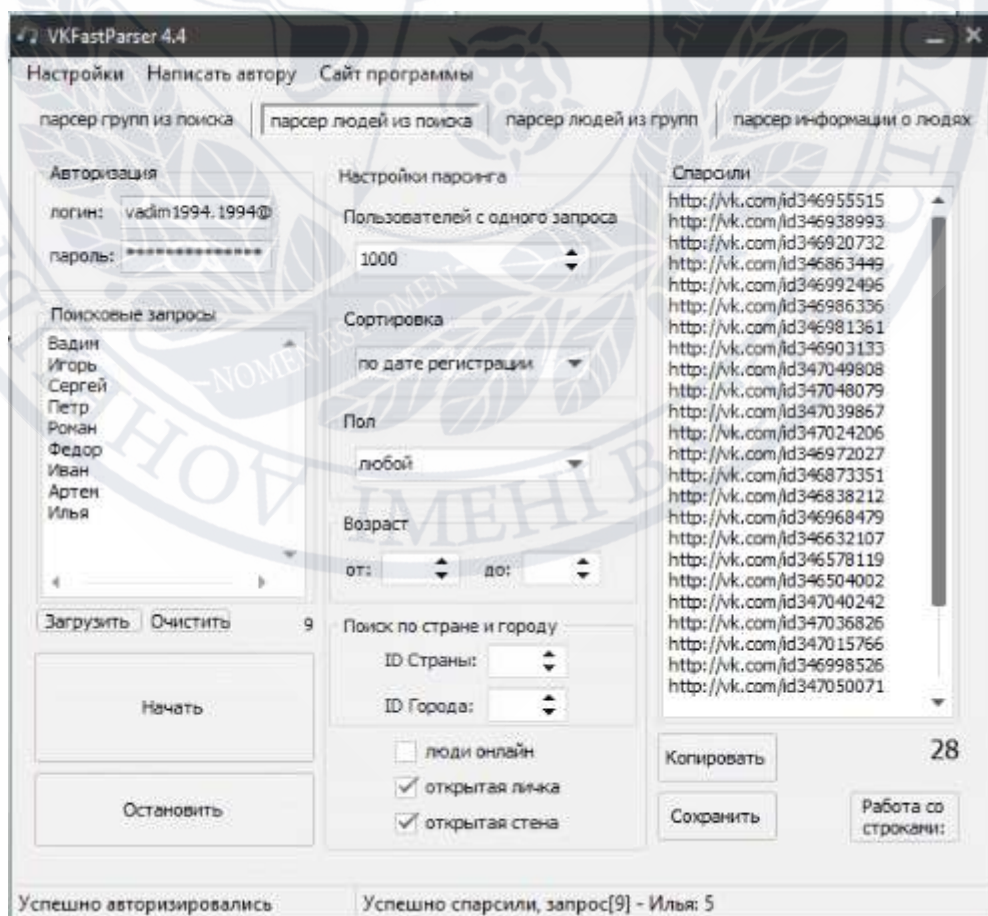 VKFastParser 4.4
Настройки Написать автору Сайт программы
парсер групп из поиска парсер людей из поиска парсер людей из групп парсер информации о людях
Авторизация
логин: vadim1994.1994@
пароль: **************
Поисковые запросы
Вадим
Игорь
Сергей
Петр
Роман
Федор
Иван
Артем
Илья
Загрузить Очистить 9
Начать
Остановить
Настройки парсинга
Пользователей с одного запроса
1000
Сортировка
по дате регистрации
Пол
любой
Возраст
от: до:
Поиск по стране и городу
ID Страны:
ID Города:
люди онлайн
открытая личка
открытая стена
Спарсили
http://vk.com/id346955515
http://vk.com/id346938993
http://vk.com/id346920732
http://vk.com/id346863449
http://vk.com/id346992496
http://vk.com/id346986336
http://vk.com/id346981361
http://vk.com/id346903133
http://vk.com/id347049808
http://vk.com/id347048079
http://vk.com/id347039867
http://vk.com/id347024206
http://vk.com/id346972027
http://vk.com/id346873351
http://vk.com/id346838212
http://vk.com/id346968479
http://vk.com/id346632107
http://vk.com/id346578119
http://vk.com/id346504002
http://vk.com/id347040242
http://vk.com/id347036826
http://vk.com/id347015766
http://vk.com/id346998526
http://vk.com/id347050071
Копировать 28
Сохранить
Работа со
строками:
Успешно авторизировались Успешно спарсили, запрос[9] - Илья: 5
NOMEN EST OMEN
ІМЕНІ В